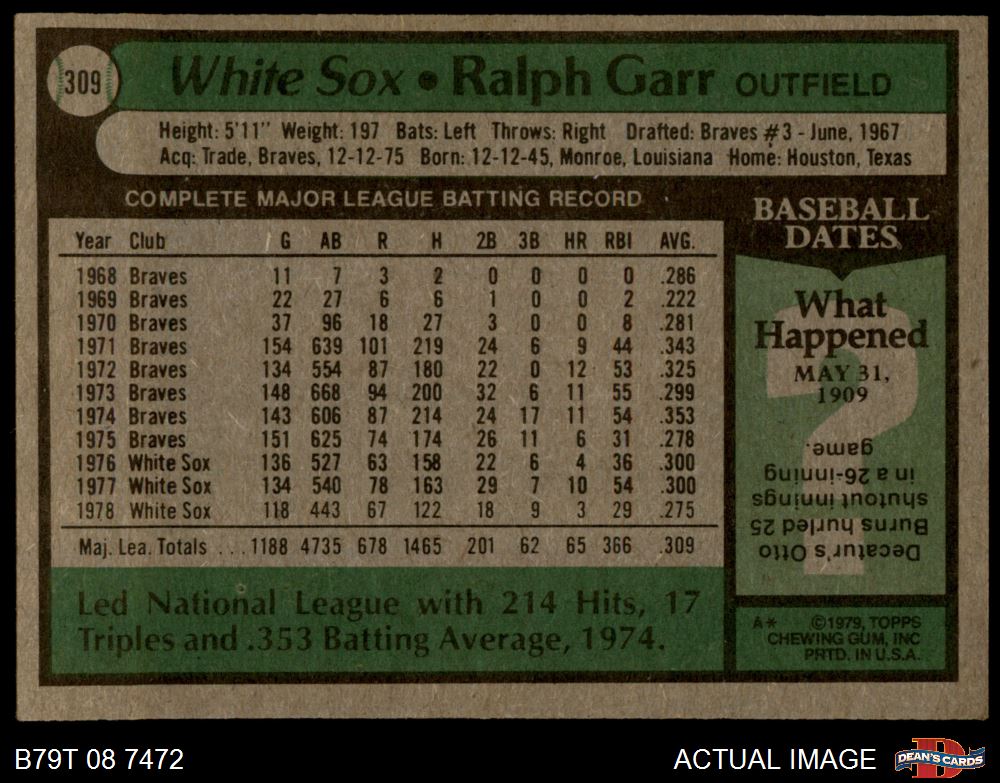 309
White Sox • Ralph Garr OUTFIELD
Height: 5'11" Weight: 197 Bats: Left Throws: Right Drafted: Braves #3 - June, 1967
Acq: Trade, Braves, 12-12-75 Born: 12-12-45, Monroe, Louisiana Home: Houston, Texas
COMPLETE MAJOR LEAGUE BATTING RECORD
Year Club G AB R H 2B 3B HR RBI AVG.
1968 Braves 11 7 3 2 0 0 0 0 .286
1969 Braves 22 27 6 6 1 0 0 2 .222
1970 Braves 37 96 18 27 3 0 0 8 .281
1971 Braves 154 639 101 219 24 6 9 44 .343
1972 Braves 134 554 87 180 22 0 12 53 .325
1973 Braves 148 668 94 200 32 6 11 55 .299
1974 Braves 143 606 87 214 24 17 11 54 .353
1975 Braves 151 625 74 174 26 11 6 31 .278
1976 White Sox 136 527 63 158 22 6 4 36 .300
1977 White Sox 134 540 78 163 29 7 10 54 .300
1978 White Sox 118 443 67 122 18 9 3 29 .275
Maj. Lea. Totals ... 1188 4735 678 1465 201 62 65 366 .309
Led National League with 214 Hits, 17
Triples and .353 Batting Average, 1974.
BASEBALL
DATES
What
Happened
MAY 31,
1909
?
Decatur's Otto
Burns hurled 25
shutout innings
in a 26-inning
game.
A* ©1979, TOPPS
CHEWING GUM, INC
PRTD. IN U.S.A.
B79T 08 7472
ACTUAL IMAGE
D
DEAN'S CARDS